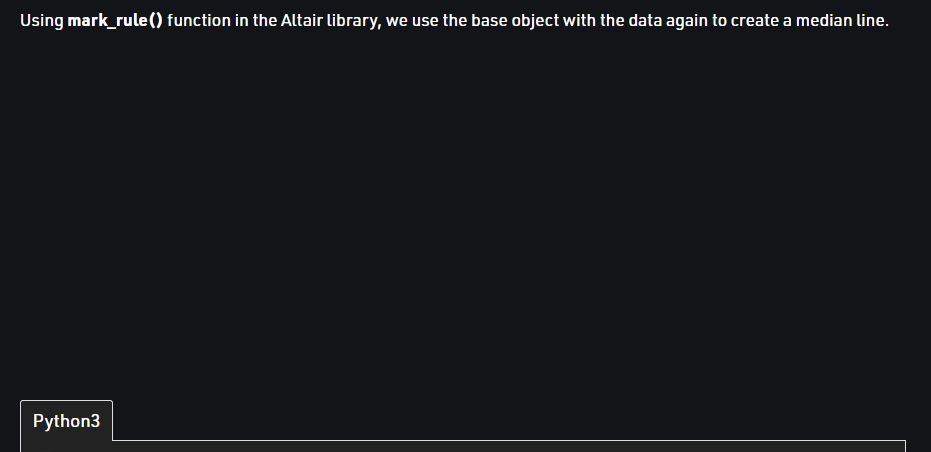 Using mark_rule() function in the Altair library, we use the base object with the data again to create a median line.
Python3